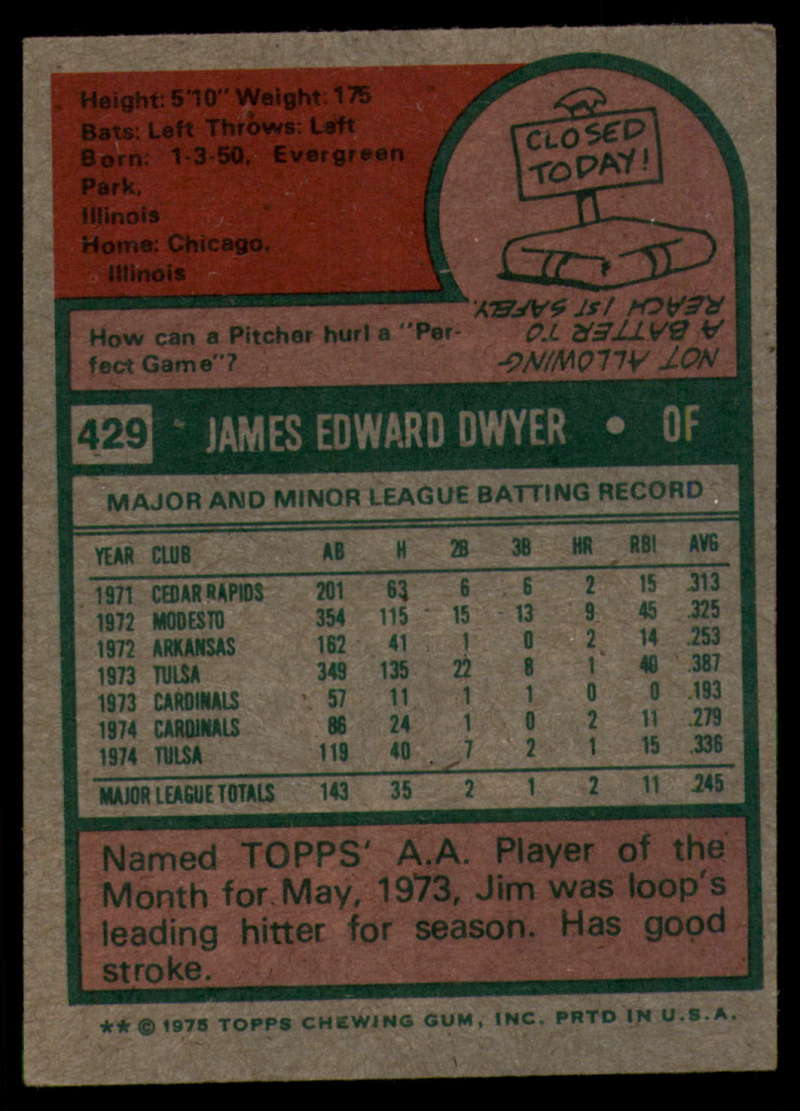 Height: 5'10" Weight: 175
Bats: Left Throws: Left
Born: 1-3-50, Evergreen
Park,
Illinois
Home: Chicago,
Illinois
CLOSED
TODAY!
How can a Pitcher hurl a "Per-
fect Game"?
NOT ALLOWING
A BATTER TO
REACH 1ST SAFELY.
429 JAMES EDWARD DWYER • OF
MAJOR AND MINOR LEAGUE BATTING RECORD
YEAR CLUB AB H 2B 3B HR RBI AVG
1971 CEDAR RAPIDS 201 63 6 6 2 15 .313
1972 MODESTO 354 115 15 13 9 45 .325
1972 ARKANSAS 162 41 1 0 2 14 .253
1973 TULSA 349 135 22 8 1 40 .387
1973 CARDINALS 57 11 1 1 0 0 .193
1974 CARDINALS 86 24 1 0 2 11 .279
1974 TULSA 119 40 7 2 1 15 .336
MAJOR LEAGUE TOTALS 143 35 2 1 2 11 .245
Named TOPPS' A.A. Player of the
Month for May, 1973, Jim was loop's
leading hitter for season. Has good
stroke.
** © 1975 TOPPS CHEWING GUM, INC. PRTD IN U.S.A.